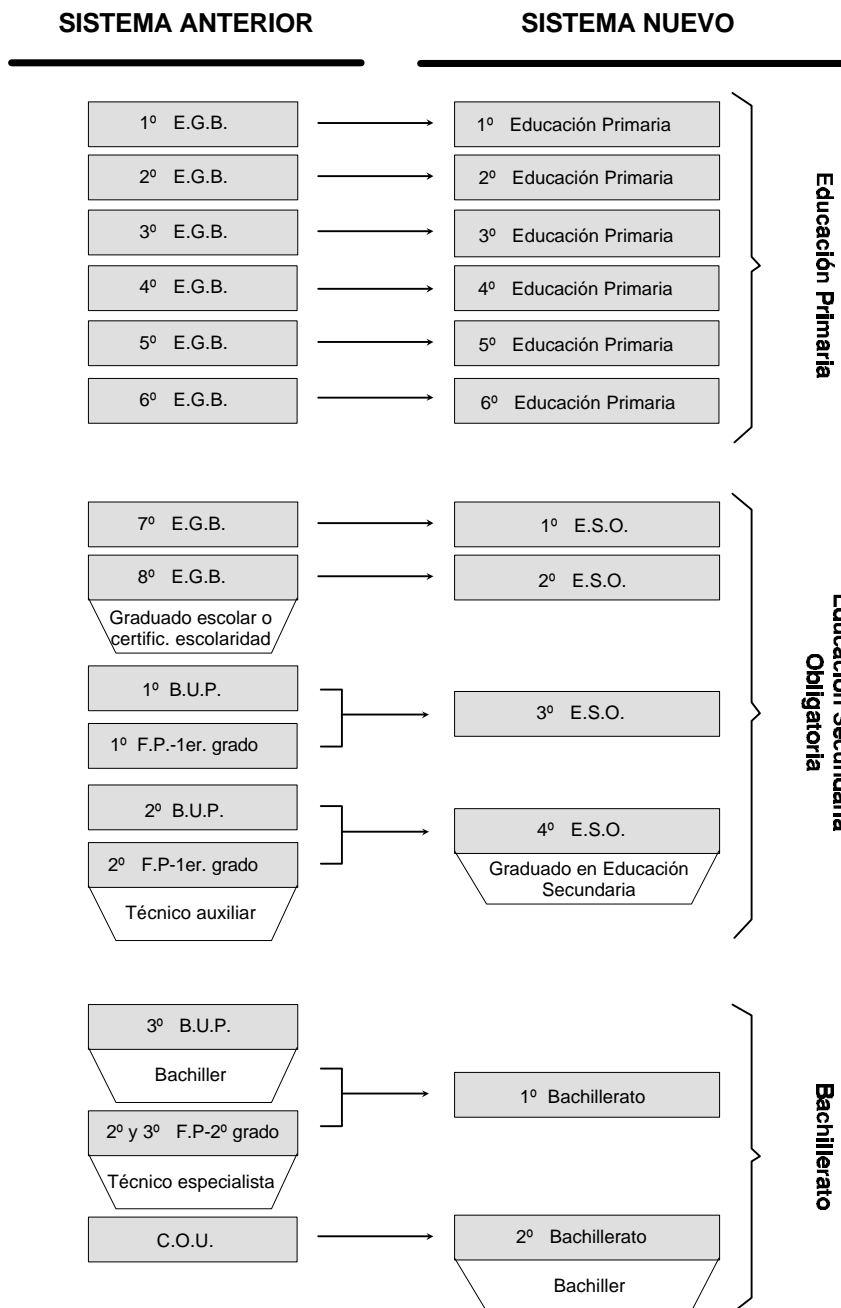 SISTEMA ANTERIOR
SISTEMA NUEVO
1º E.G.B.
1º Educación Primaria
2º E.G.B.
2º Educación Primaria
3º E.G.B.
3º Educación Primaria
4º E.G.B.
4º Educación Primaria
5º E.G.B.
5º Educación Primaria
6º E.G.B.
6º Educación Primaria
Educación Primaria
7º E.G.B.
1º E.S.O.
8º E.G.B.
2º E.S.O.
Graduado escolar o
certific. escolaridad
1º B.U.P.
1º F.P.-1er. grado
3º E.S.O.
2º B.U.P.
2º F.P-1er. grado
4º E.S.O.
Técnico auxiliar
Graduado en Educación
Secundaria
Educación Secundaria
Obligatoria
3º B.U.P.
Bachiller
2º y 3º F.P-2º grado
Técnico especialista
1º Bachillerato
C.O.U.
2º Bachillerato
Bachiller
Bachillerato